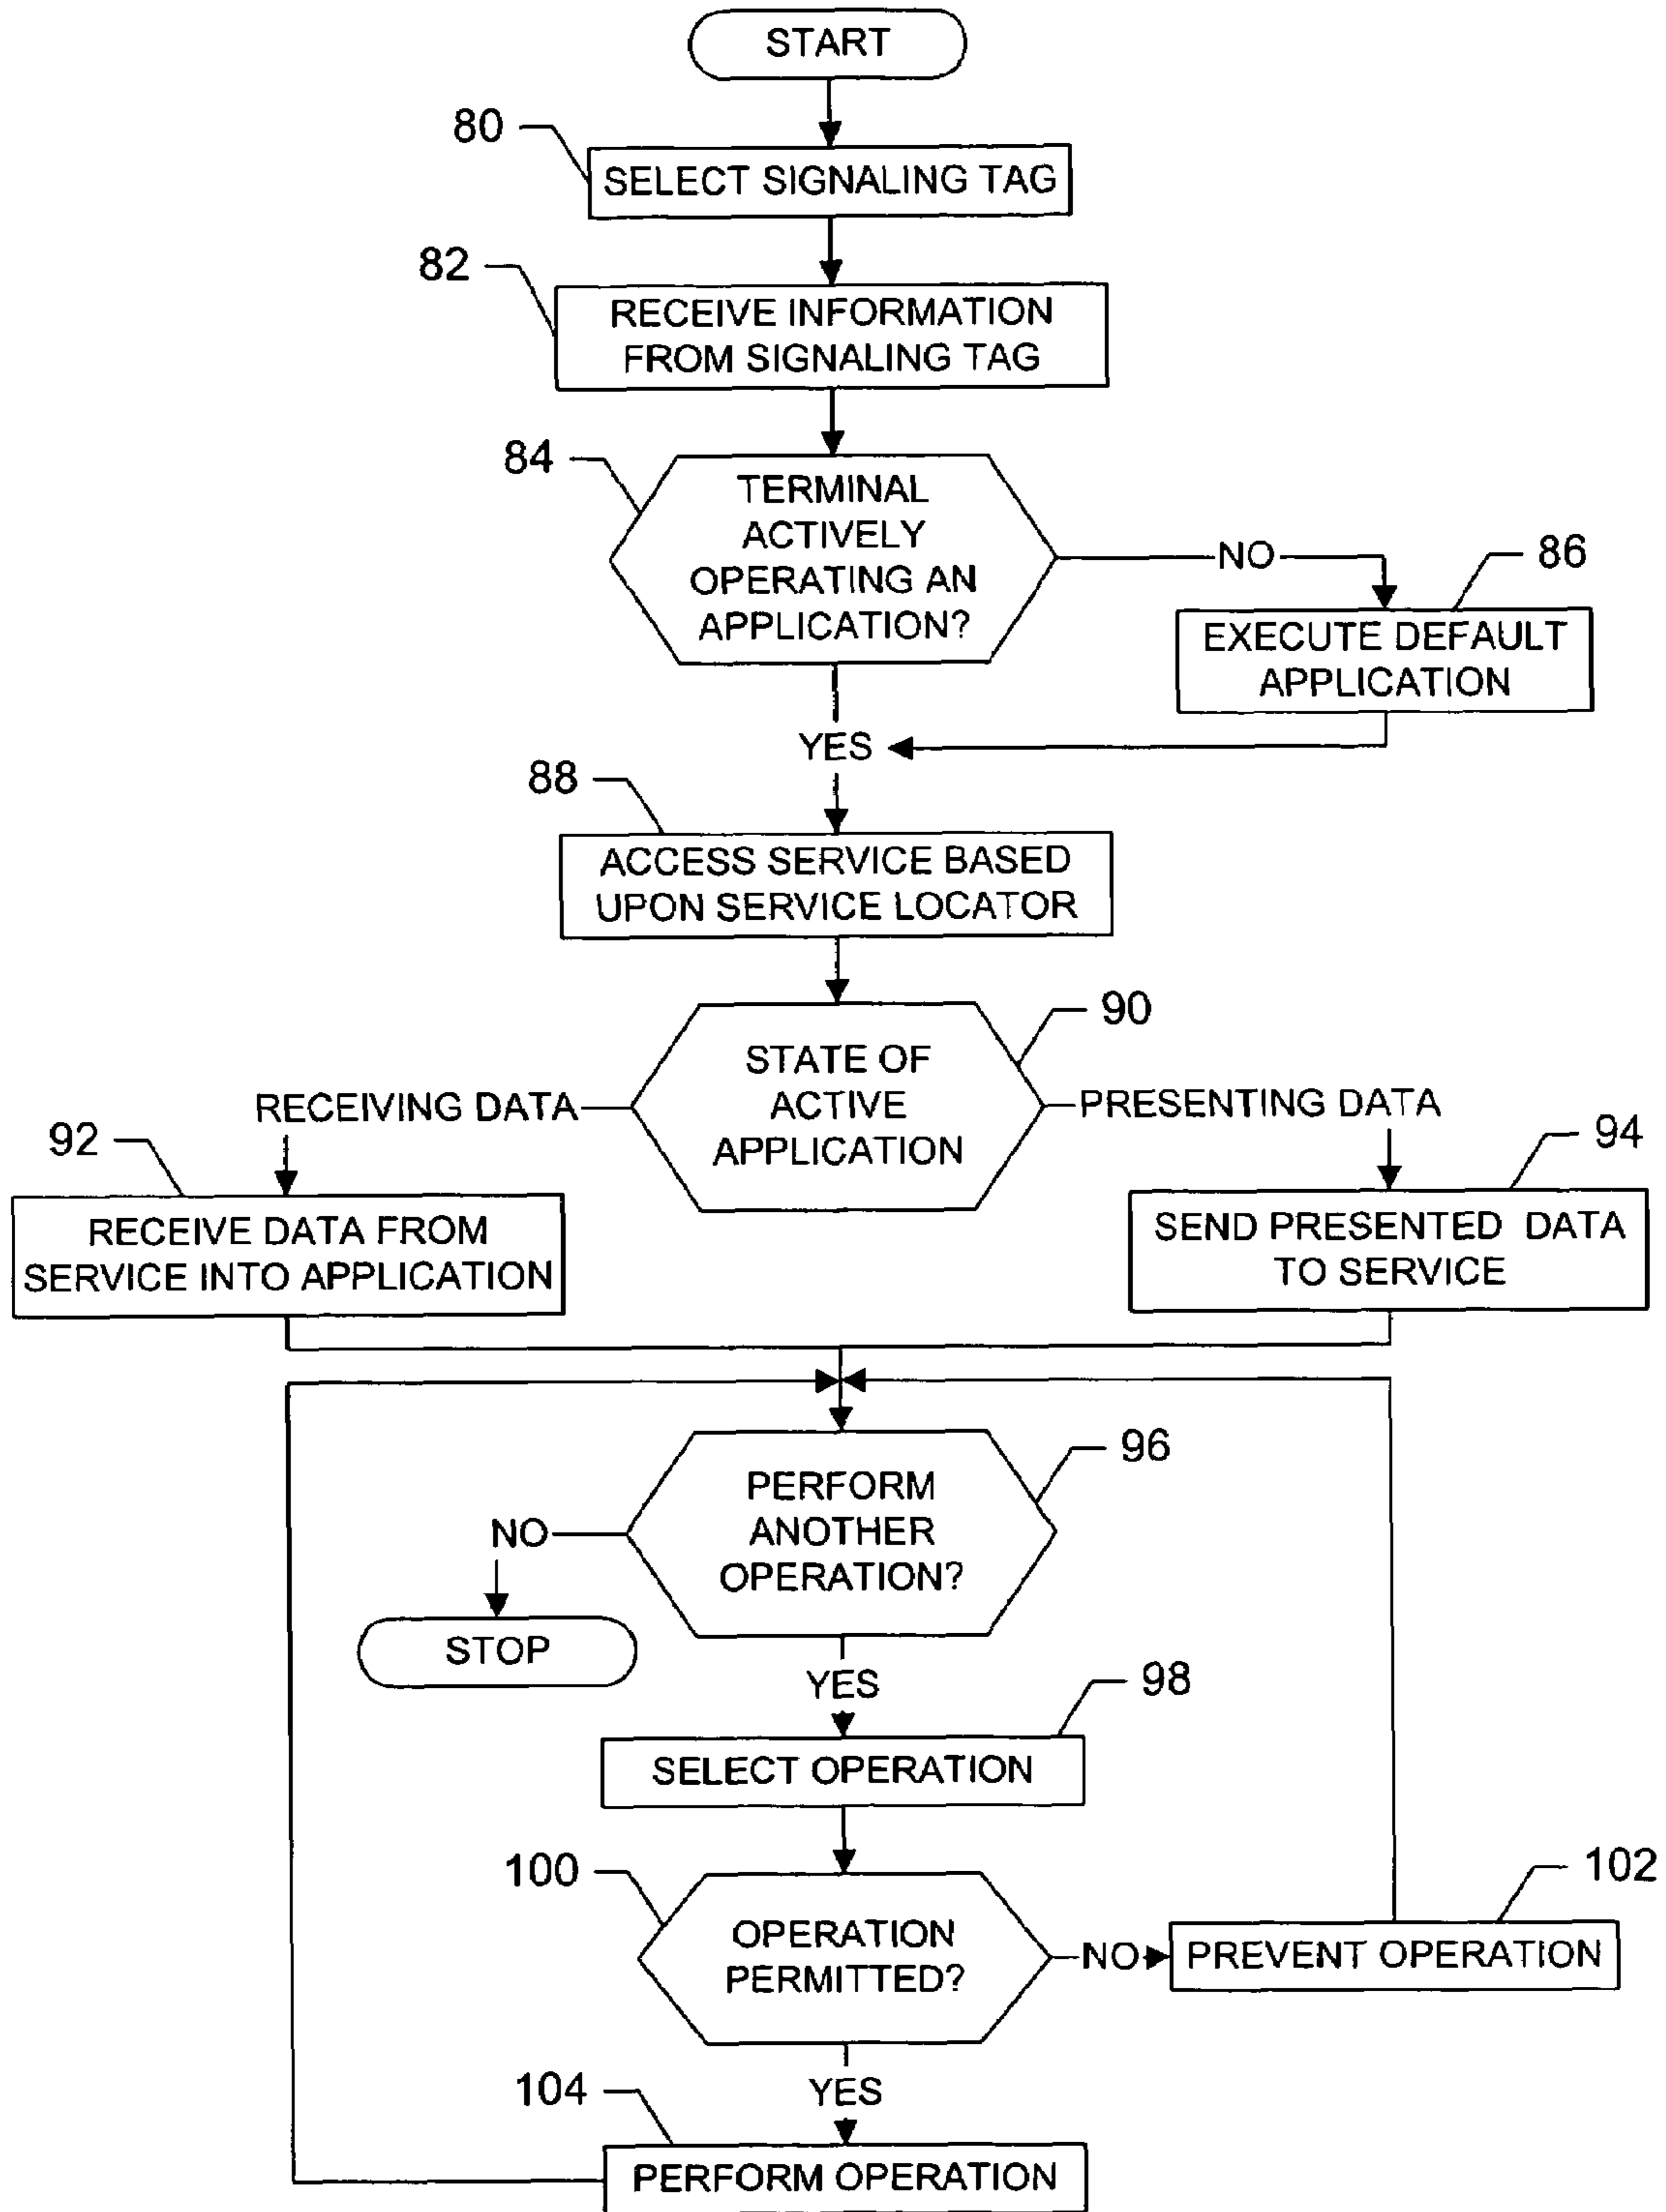 START
80
SELECT SIGNALING TAG
82
RECEIVE INFORMATION
FROM SIGNALING TAG
84
TERMINAL
ACTIVELY
OPERATING AN
APPLICATION?
NO
86
EXECUTE DEFAULT
APPLICATION
YES
88
ACCESS SERVICE BASED
UPON SERVICE LOCATOR
90
STATE OF
ACTIVE
APPLICATION
RECEIVING DATA
PRESENTING DATA
92
RECEIVE DATA FROM
SERVICE INTO APPLICATION
94
SEND PRESENTED DATA
TO SERVICE
96
PERFORM
ANOTHER
OPERATION?
NO
STOP
YES
98
SELECT OPERATION
100
OPERATION
PERMITTED?
NO
102
PREVENT OPERATION
YES
104
PERFORM OPERATION